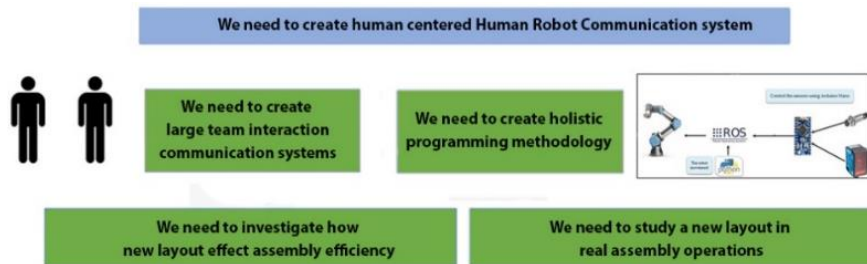 We need to create human centered Human Robot Communication system
We need to create
large team interaction
communication systems
We need to create holistic
programming methodology
ROS
We need to investigate how
new layout effect assembly efficiency
We need to study a new layout in
real assembly operations